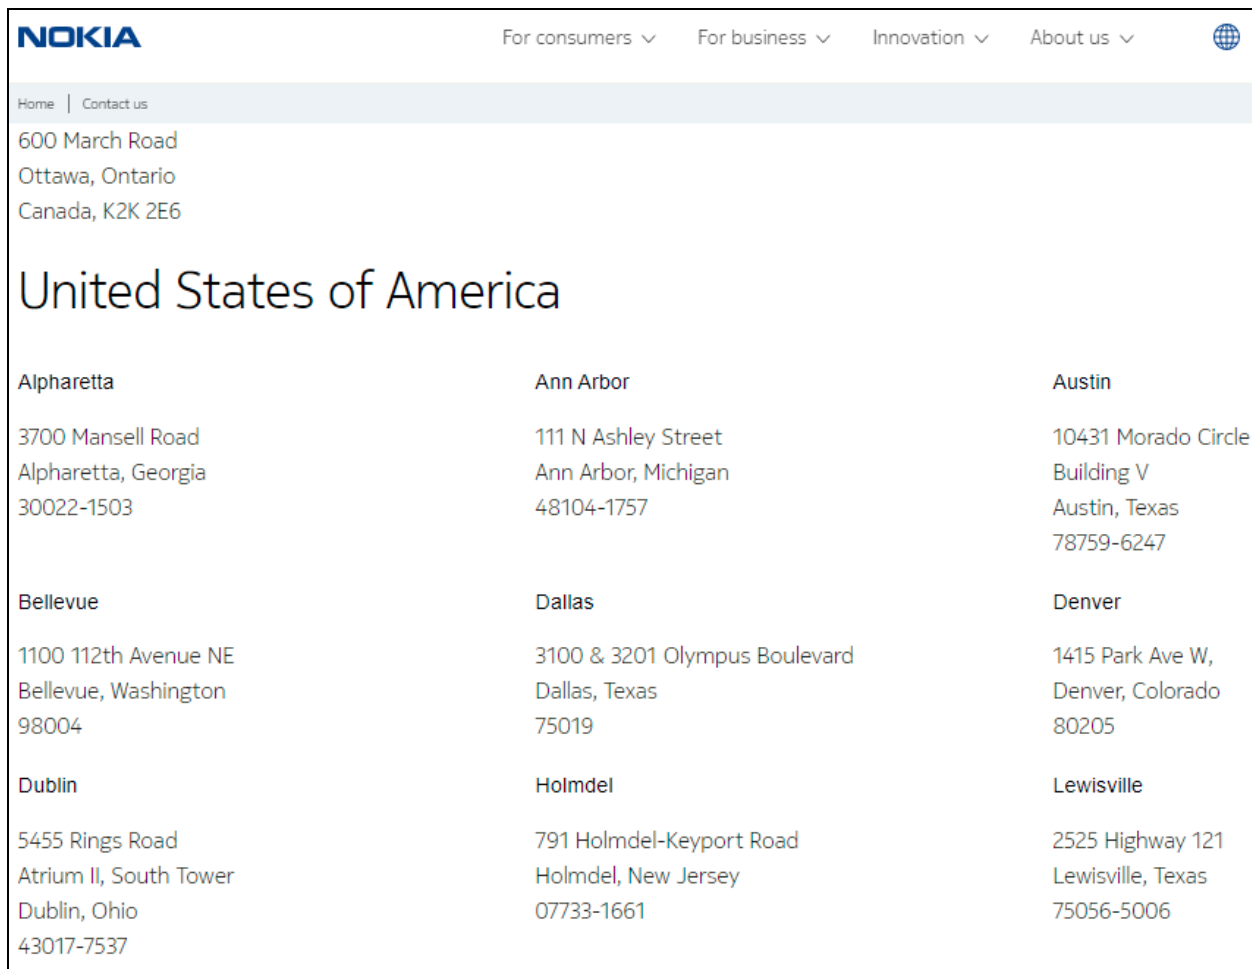 NOKIA
For consumers
For business
Innovation
About us
Home | Contact us
600 March Road
Ottawa, Ontario
Canada, K2K 2E6
United States of America
Alpharetta
3700 Mansell Road
Alpharetta, Georgia
30022-1503
Ann Arbor
111 N Ashley Street
Ann Arbor, Michigan
48104-1757
Austin
10431 Morado Circle
Building V
Austin, Texas
78759-6247
Bellevue
1100 112th Avenue NE
Bellevue, Washington
98004
Dallas
3100 & 3201 Olympus Boulevard
Dallas, Texas
75019
Denver
1415 Park Ave W,
Denver, Colorado
80205
Dublin
5455 Rings Road
Atrium II, South Tower
Dublin, Ohio
43017-7537
Holmdel
791 Holmdel-Keyport Road
Holmdel, New Jersey
07733-1661
Lewisville
2525 Highway 121
Lewisville, Texas
75056-5006